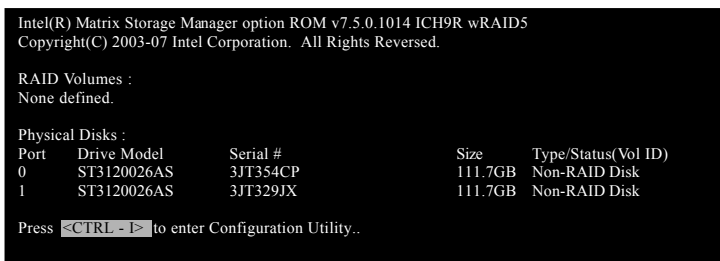 Intel(R) Matrix Storage Manager option ROM v7.5.0.1014 ICH9R wRAID5
Copyright(C) 2003-07 Intel Corporation.  All Rights Reversed.
RAID Volumes :
None defined.
Physical Disks :
Port Drive Model Serial # Size Type/Status(Vol ID)
0 ST3120026AS 3JT354CP 111.7GB Non-RAID Disk
1 ST3120026AS 3JT329JX 111.7GB Non-RAID Disk
Press <CTRL - I> to enter Configuration Utility..